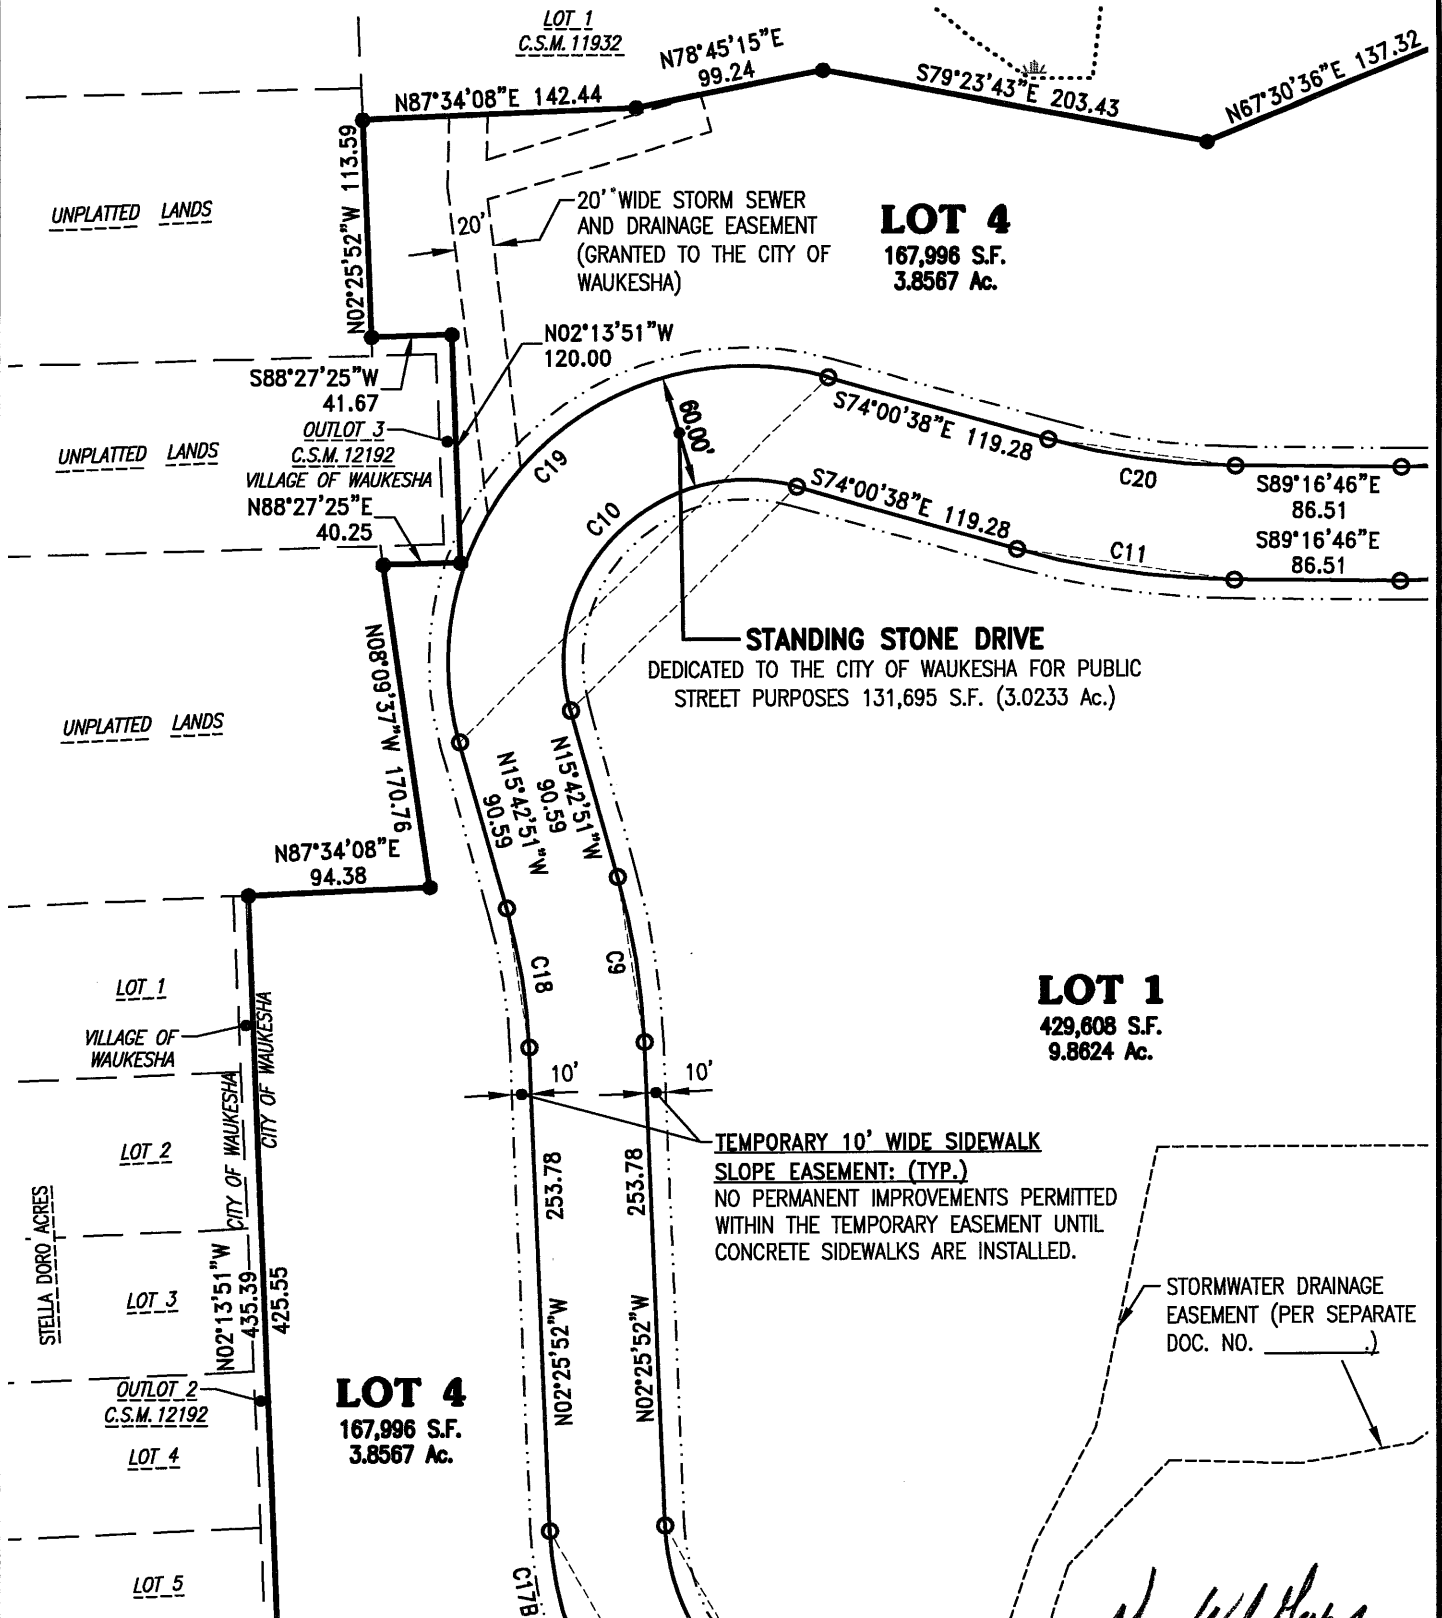 LOT 1
C.S.M. 11932
N87°34'08"E 142.44
N78°45'15"E
99.24
S79°23'43"E 203.43
N67°30'36"E 137.32
N02°25'52"W 113.59
UNPLATTED LANDS
20'
20' WIDE STORM SEWER
AND DRAINAGE EASEMENT
(GRANTED TO THE CITY OF
WAUKESHA)
LOT 4
167,996 S.F.
3.8567 Ac.
N02°13'51"W
120.00
S88°27'25"W
41.67
OUTLOT 3
C.S.M. 12192
VILLAGE OF WAUKESHA
N88°27'25"E
40.25
UNPLATTED LANDS
C19
60.00'
S74°00'38"E 119.28
C20
S89°16'46"E
86.51
C10
S74°00'38"E 119.28
C11
S89°16'46"E
86.51
STANDING STONE DRIVE
DEDICATED TO THE CITY OF WAUKESHA FOR PUBLIC
STREET PURPOSES 131,695 S.F. (3.0233 Ac.)
UNPLATTED LANDS
N08°09'37"W 170.76
N15°42'51"W
90.59
N15°42'51"W
90.59
N87°34'08"E
94.38
C18
C9
LOT 1
429,608 S.F.
9.8624 Ac.
LOT 1
VILLAGE OF
WAUKESHA
CITY OF WAUKESHA
CITY OF WAUKESHA
10'
10'
TEMPORARY 10' WIDE SIDEWALK
SLOPE EASEMENT: (TYP.)
NO PERMANENT IMPROVEMENTS PERMITTED
WITHIN THE TEMPORARY EASEMENT UNTIL
CONCRETE SIDEWALKS ARE INSTALLED.
LOT 2
STELLA DORO ACRES
253.78
253.78
N02°25'52"W
N02°25'52"W
LOT 3
N02°13'51"W
435.39
425.55
STORMWATER DRAINAGE
EASEMENT (PER SEPARATE
DOC. NO. ________.)
OUTLOT 2
C.S.M. 12192
LOT 4
LOT 4
167,996 S.F.
3.8567 Ac.
LOT 5
C17B